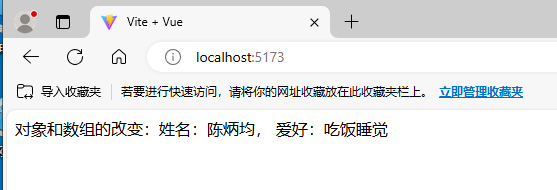 Vite + Vue
localhost:5173
导入收藏夹 若要进行快速访问，请将你的网址收藏放在此收藏夹栏上。 立即管理收藏夹
对象和数组的改变：姓名：陈炳均， 爱好：吃饭睡觉